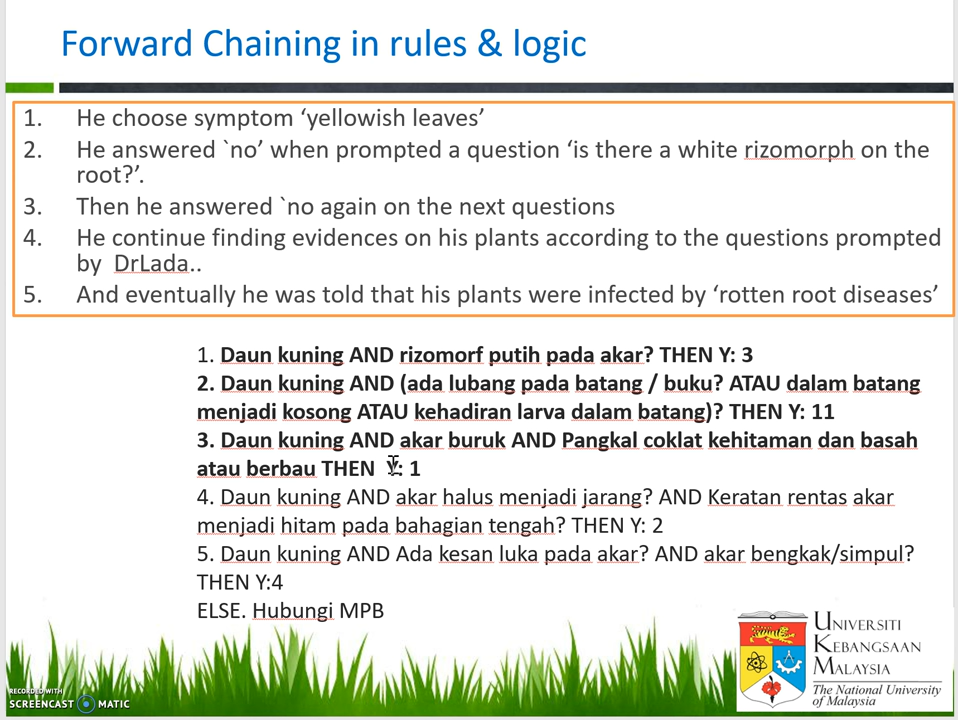 Forward Chaining in rules & logic
1. He choose symptom ‘yellowish leaves’
2. He answered `no’ when prompted a question ‘is there a white rizomorph on the
root?’.
3. Then he answered `no again on the next questions
4. He continue finding evidences on his plants according to the questions prompted
by DrLada..
5. And eventually he was told that his plants were infected by ‘rotten root diseases’
1. Daun kuning AND rizomorf putih pada akar? THEN Y: 3
2. Daun kuning AND (ada lubang pada batang / buku? ATAU dalam batang
menjadi kosong ATAU kehadiran larva dalam batang)? THEN Y: 11
3. Daun kuning AND akar buruk AND Pangkal coklat kehitaman dan basah
atau berbau THEN Y: 1
4. Daun kuning AND akar halus menjadi jarang? AND Keratan rentas akar
menjadi hitam pada bahagian tengah? THEN Y: 2
5. Daun kuning AND Ada kesan luka pada akar? AND akar bengkak/simpul?
THEN Y:4
ELSE. Hubungi MPB
UNIVERSITI
KEBANGSAAN
MALAYSIA
The National University
of Malaysia
RECORDED WITH
SCREENCAST MATIC